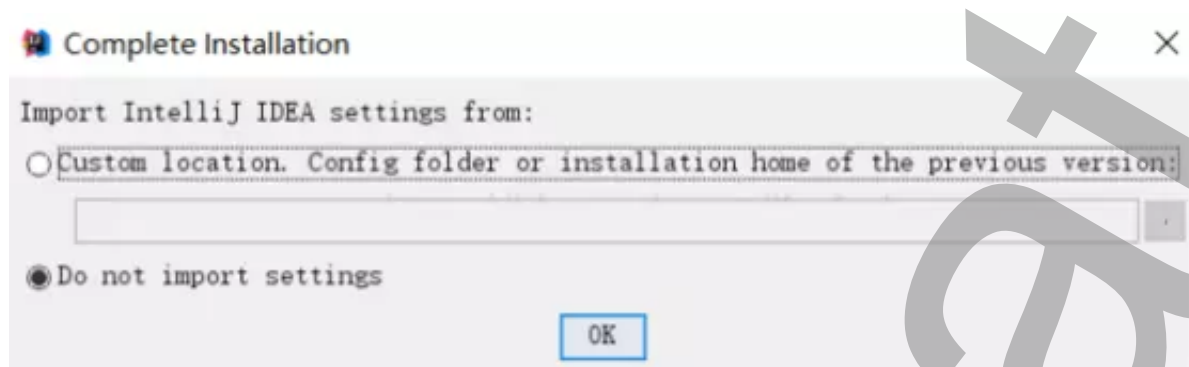 Complete Installation
Import IntelliJ IDEA settings from:
Custom location. Config folder or installation home of the previous version:
Do not import settings
OK